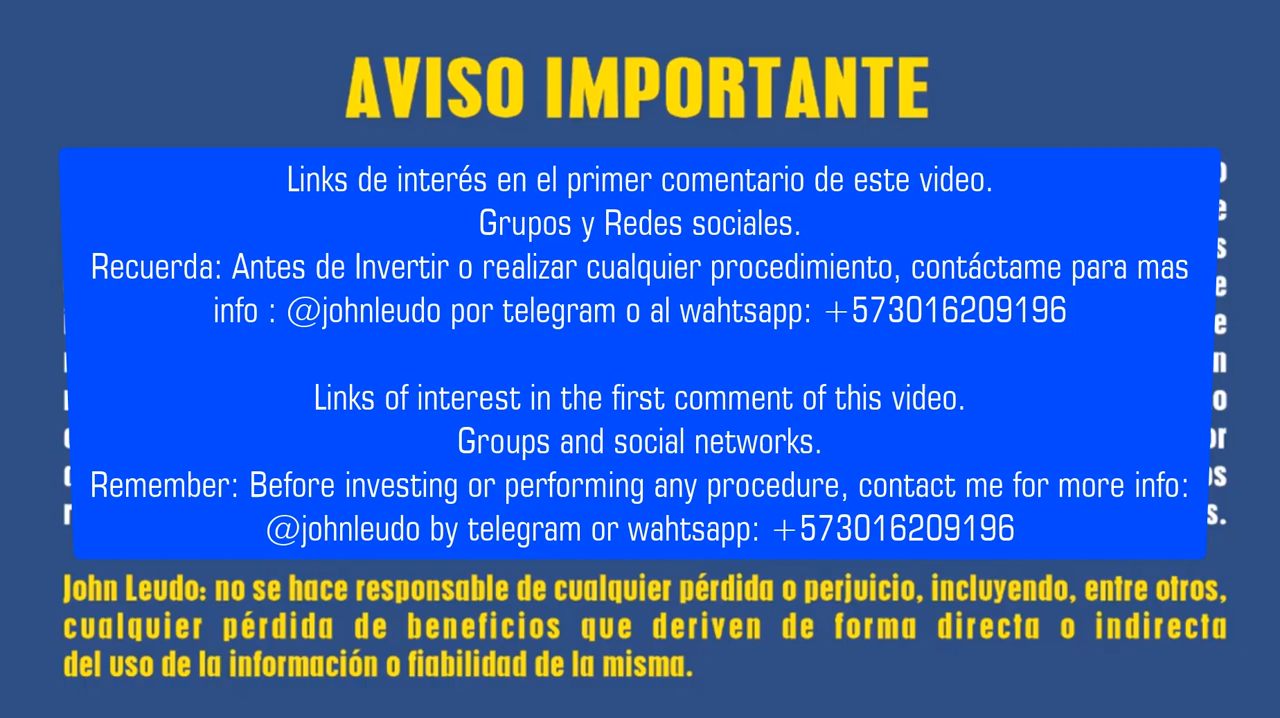 AVISO IMPORTANTE
Links de interés en el primer comentario de este video.
Grupos y Redes sociales.
Recuerda: Antes de Invertir o realizar cualquier procedimiento, contáctame para mas
info : @johnleudo por telegram o al wahtsapp: +573016209196
Links of interest in the first comment of this video.
Groups and social networks.
Remember: Before investing or performing any procedure, contact me for more info:
@johnleudo by telegram or wahtsapp: +573016209196
John Leudo: no se hace responsable de cualquier pérdida o perjuicio, incluyendo, entre otros,
cualquier pérdida de beneficios que deriven de forma directa o indirecta
del uso de la información o fiabilidad de la misma.